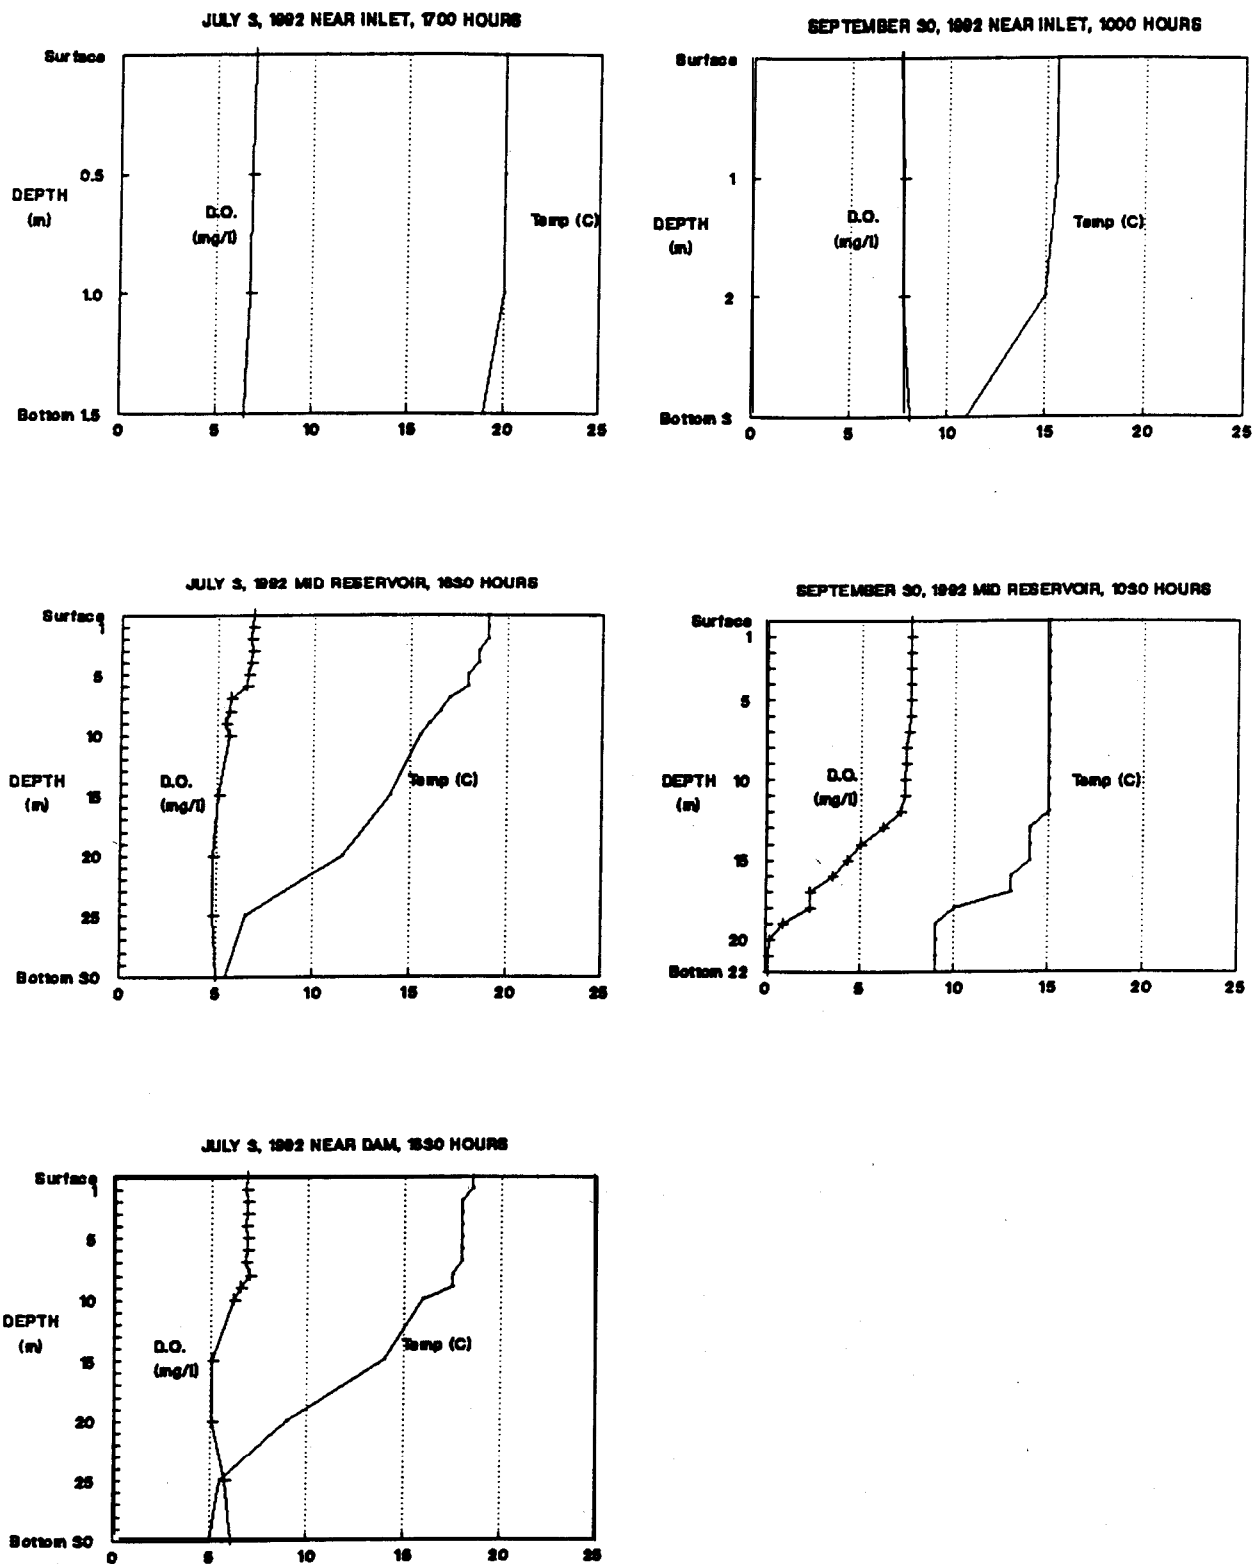 JULY 3, 1992 NEAR INLET, 1700 HOURS
Surface
0.5
DEPTH
(m)
D.O.
(mg/l)
Temp (C)
1.0
Bottom 1.5
0 5 10 15 20 25
SEPTEMBER 30, 1992 NEAR INLET, 1000 HOURS
Surface
1
DEPTH
(m)
D.O.
(mg/l)
Temp (C)
2
Bottom 3
0 5 10 15 20 25
JULY 3, 1992 MID RESERVOIR, 1630 HOURS
Surface
1
5
10
DEPTH
(m)
D.O.
(mg/l)
Temp (C)
15
20
25
Bottom 30
0 5 10 15 20 25
SEPTEMBER 30, 1992 MID RESERVOIR, 1030 HOURS
Surface
1
5
DEPTH
(m)
10
D.O.
(mg/l)
Temp (C)
15
20
Bottom 22
0 5 10 15 20 25
JULY 3, 1992 NEAR DAM, 1530 HOURS
Surface
1
5
10
DEPTH
(m)
D.O.
(mg/l)
Temp (C)
15
20
25
Bottom 30
0 5 10 15 20 25